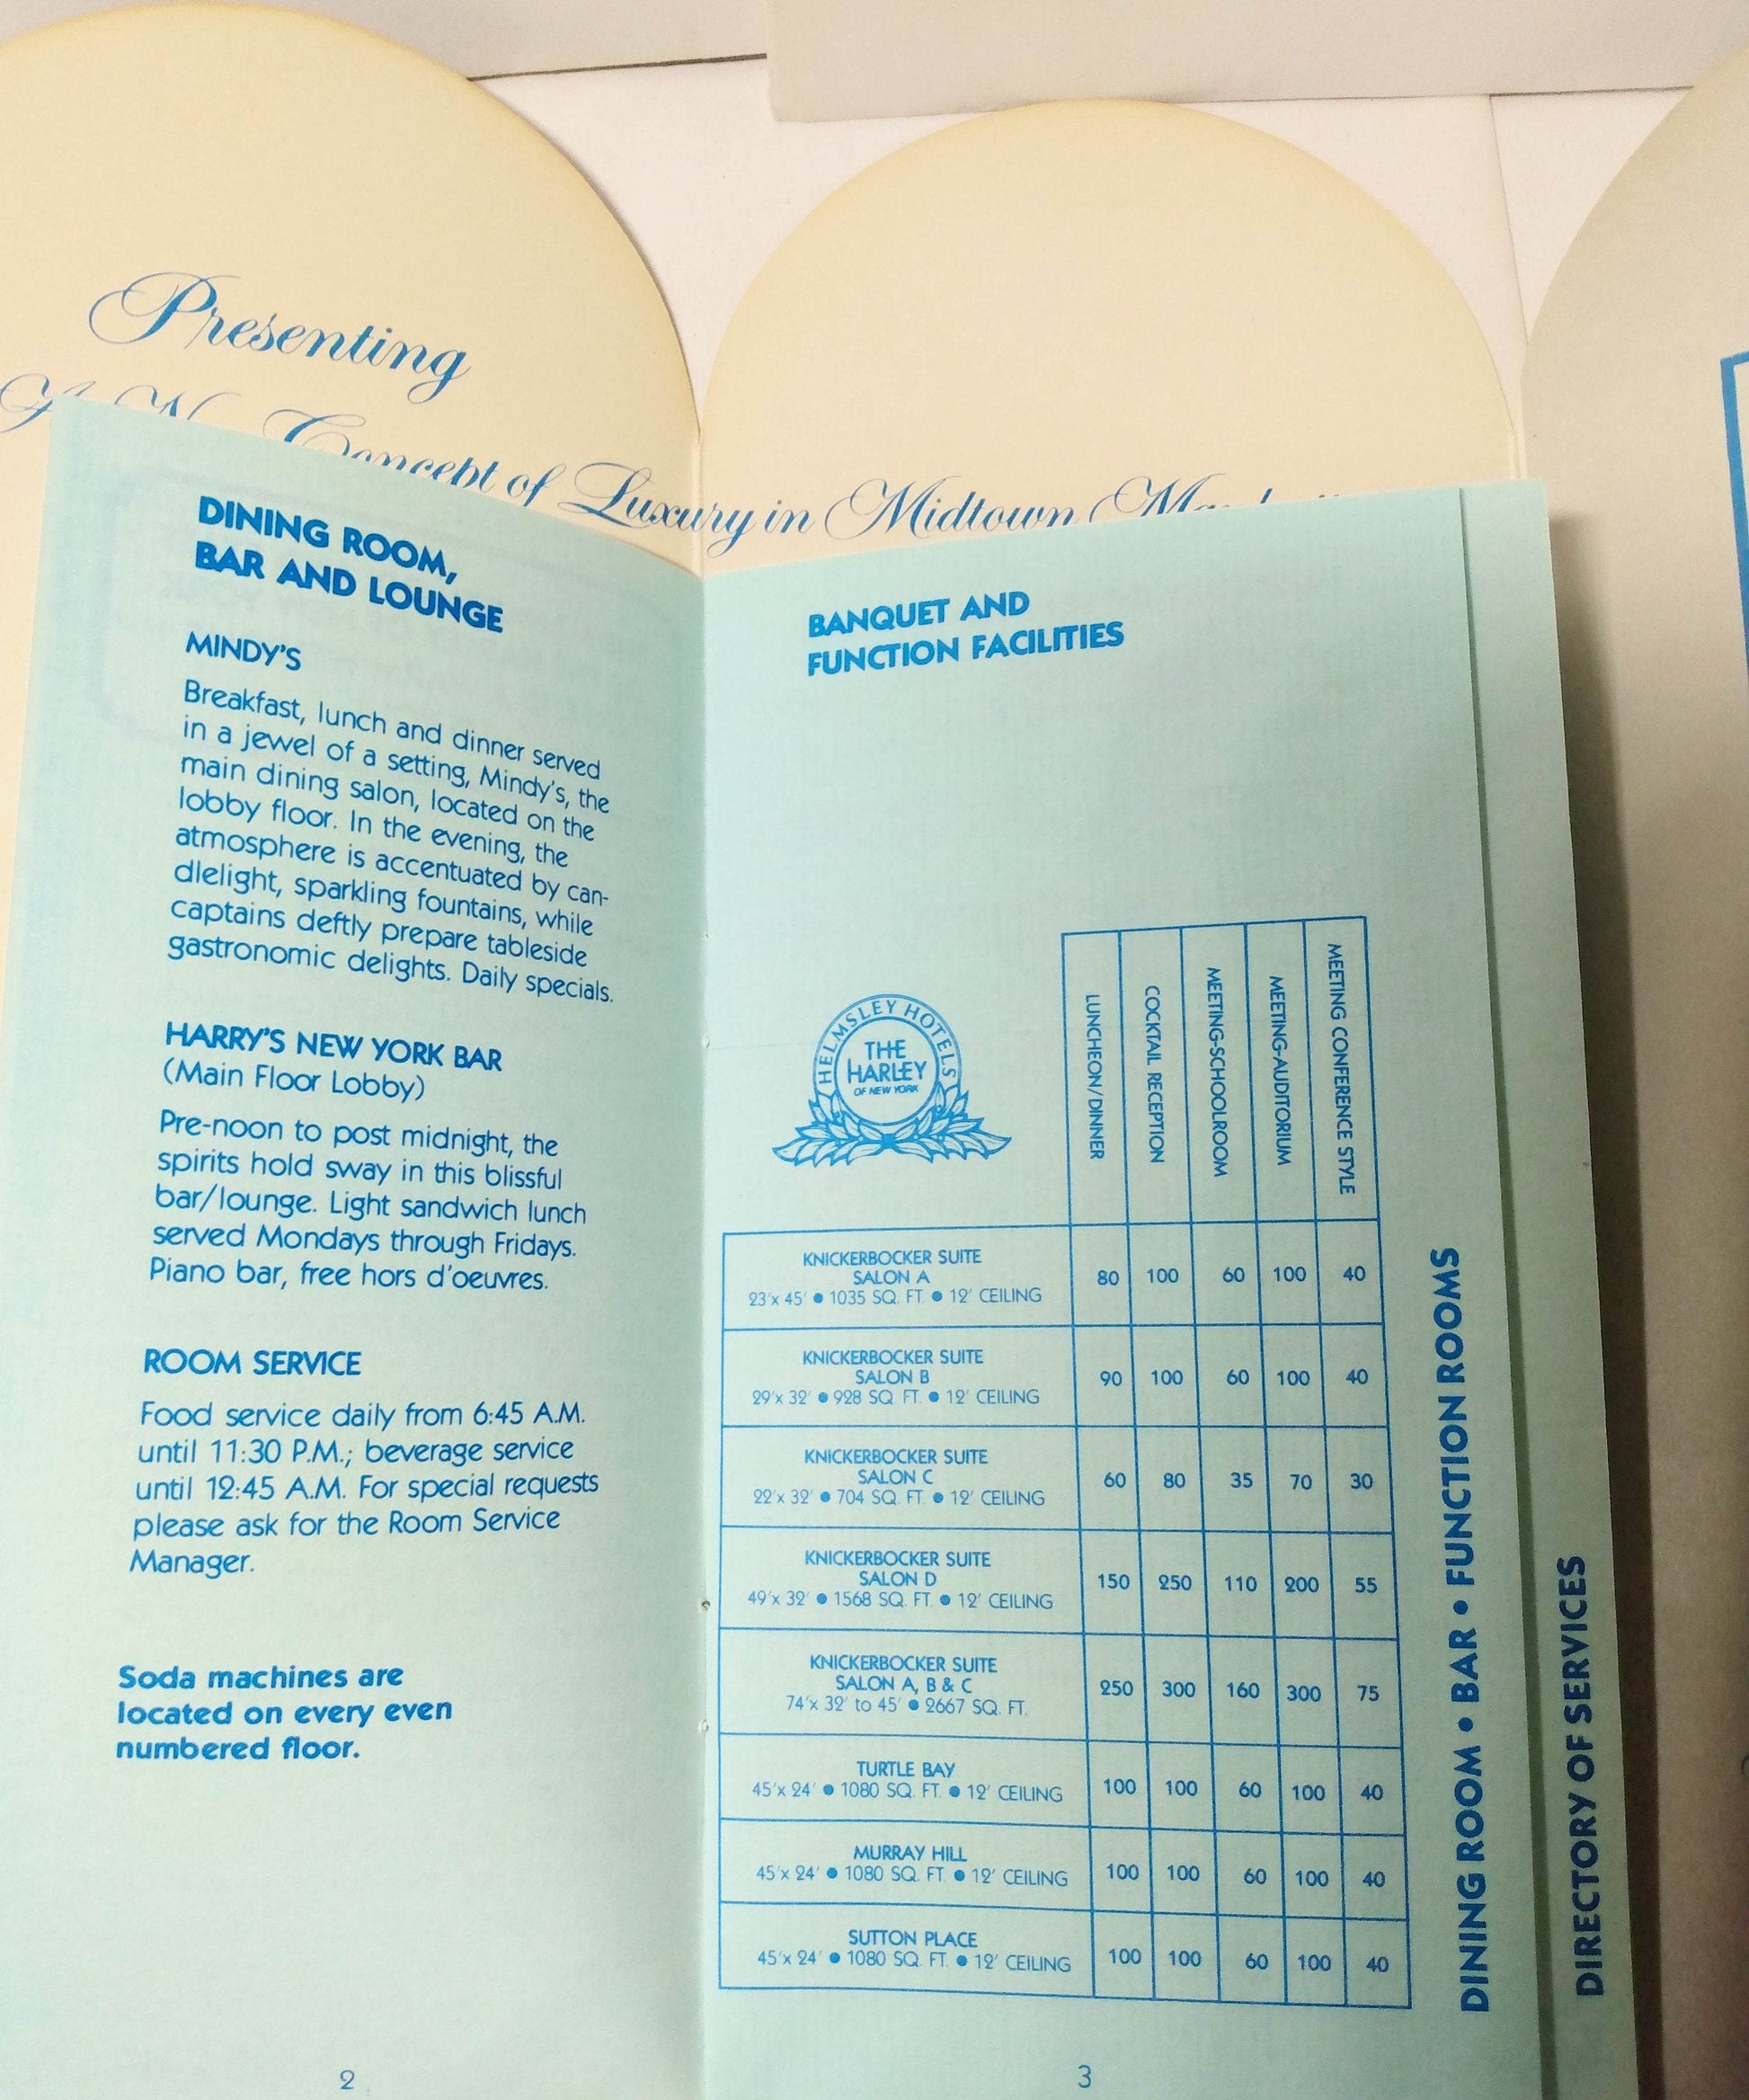 Presenting
Concept of Luxury in Midtown
DINING ROOM,
BAR AND LOUNGE
MINDY'S
Breakfast, lunch and dinner served
in a jewel of a setting, Mindy's, the
main dining salon, located on the
lobby floor. In the evening, the
atmosphere is accentuated by can-
dlelight, sparkling fountains, while
captains deftly prepare tableside
gastronomic delights. Daily specials.
HARRY'S NEW YORK BAR
(Main Floor Lobby)
Pre-noon to post midnight, the
spirits hold sway in this blissful
bar/lounge. Light sandwich lunch
served Mondays through Fridays.
Piano bar, free hors d'oeuvres.
ROOM SERVICE
Food service daily from 6:45 A.M.
until 11:30 P.M.; beverage service
until 12:45 A.M. For special requests
please ask for the Room Service
Manager.
Soda machines are
located on every even
numbered floor.
2
BANQUET AND
FUNCTION FACILITIES
HELMSLEY HOTELS
THE
HARLEY
OF NEW YORK
LUNCHEON/DINNER
COCKTAIL RECEPTION
MEETING-SCHOOLROOM
MEETING-AUDITORIUM
MEETING CONFERENCE STYLE
KNICKERBOCKER SUITE
SALON A
23'x 45' • 1035 SQ. FT. • 12' CEILING
80 100 60 100 40
KNICKERBOCKER SUITE
SALON B
29'x 32' • 928 SQ. FT. • 12' CEILING
90 100 60 100 40
KNICKERBOCKER SUITE
SALON C
22'x 32' • 704 SQ. FT. • 12' CEILING
60 80 35 70 30
KNICKERBOCKER SUITE
SALON D
49'x 32' • 1568 SQ. FT. • 12' CEILING
150 250 110 200 55
KNICKERBOCKER SUITE
SALON A, B & C
74'x 32' to 45' • 2667 SQ. FT.
250 300 160 300 75
TURTLE BAY
45'x 24' • 1080 SQ. FT. • 12' CEILING
100 100 60 100 40
MURRAY HILL
45'x 24' • 1080 SQ. FT. • 12' CEILING
100 100 60 100 40
SUTTON PLACE
45'x 24' • 1080 SQ. FT. • 12' CEILING
100 100 60 100 40
3
DINING ROOM • BAR • FUNCTION ROOMS
DIRECTORY OF SERVICES